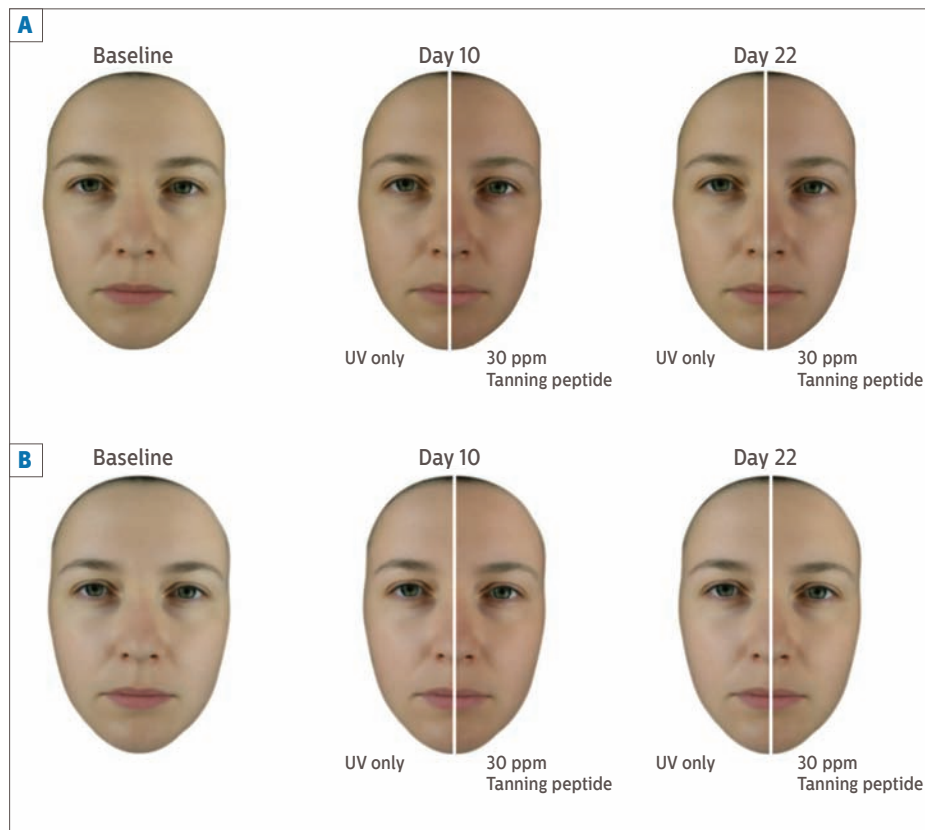 A
Baseline
Day 10
Day 22
UV only
30 ppm
Tanning peptide
UV only
30 ppm
Tanning peptide
B
Baseline
Day 10
Day 22
UV only
30 ppm
Tanning peptide
UV only
30 ppm
Tanning peptide